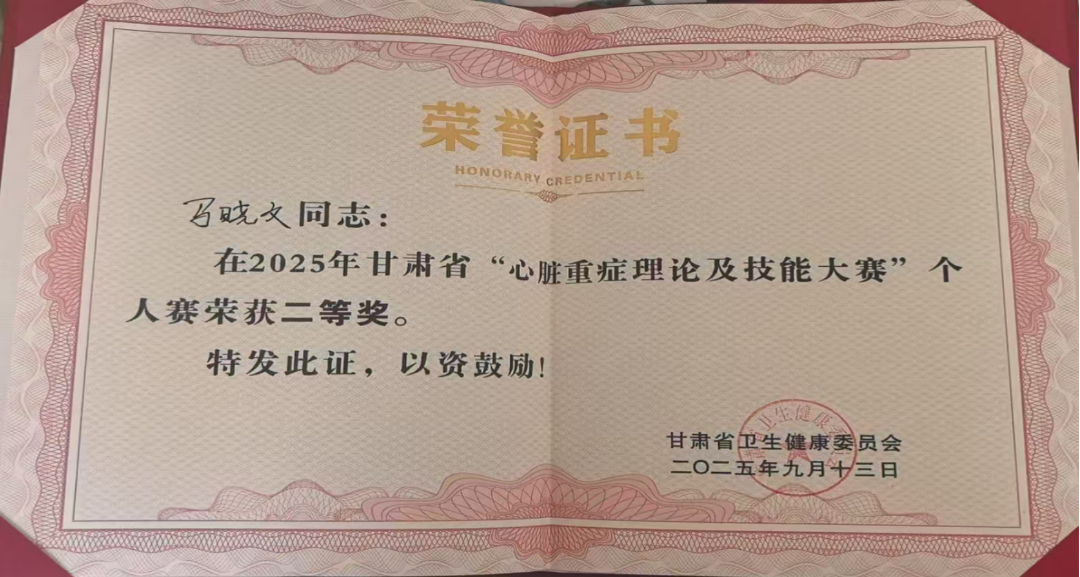 荣誉证书
HONORARY CREDENTIAL
马晓文同志：
在2025年甘肃省“心脏重症理论及技能大赛”个
人赛荣获二等奖。
特发此证，以资鼓励！
甘肃省卫生健康委员会
二〇二五年九月十三日